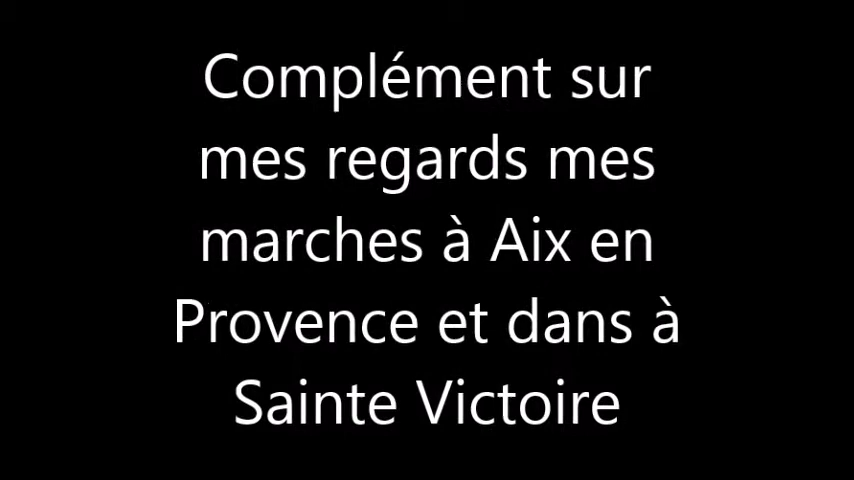 Complément sur
mes regards mes
marches à Aix en
Provence et dans à
Sainte Victoire